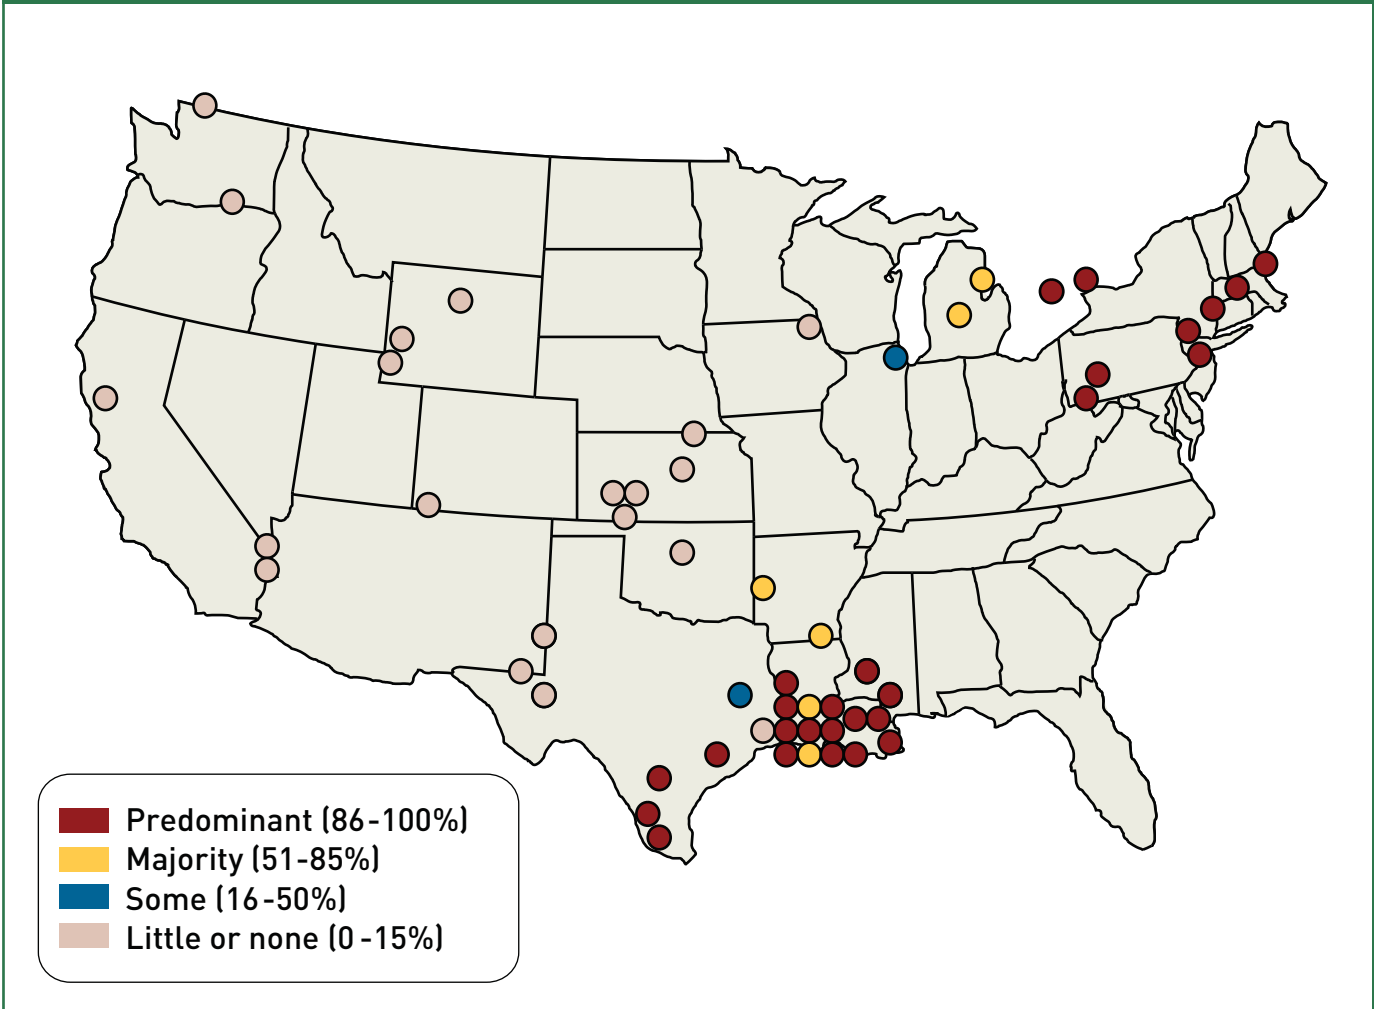 Predominant (86-100%)
Majority (51-85%)
Some (16-50%)
Little or none (0-15%)